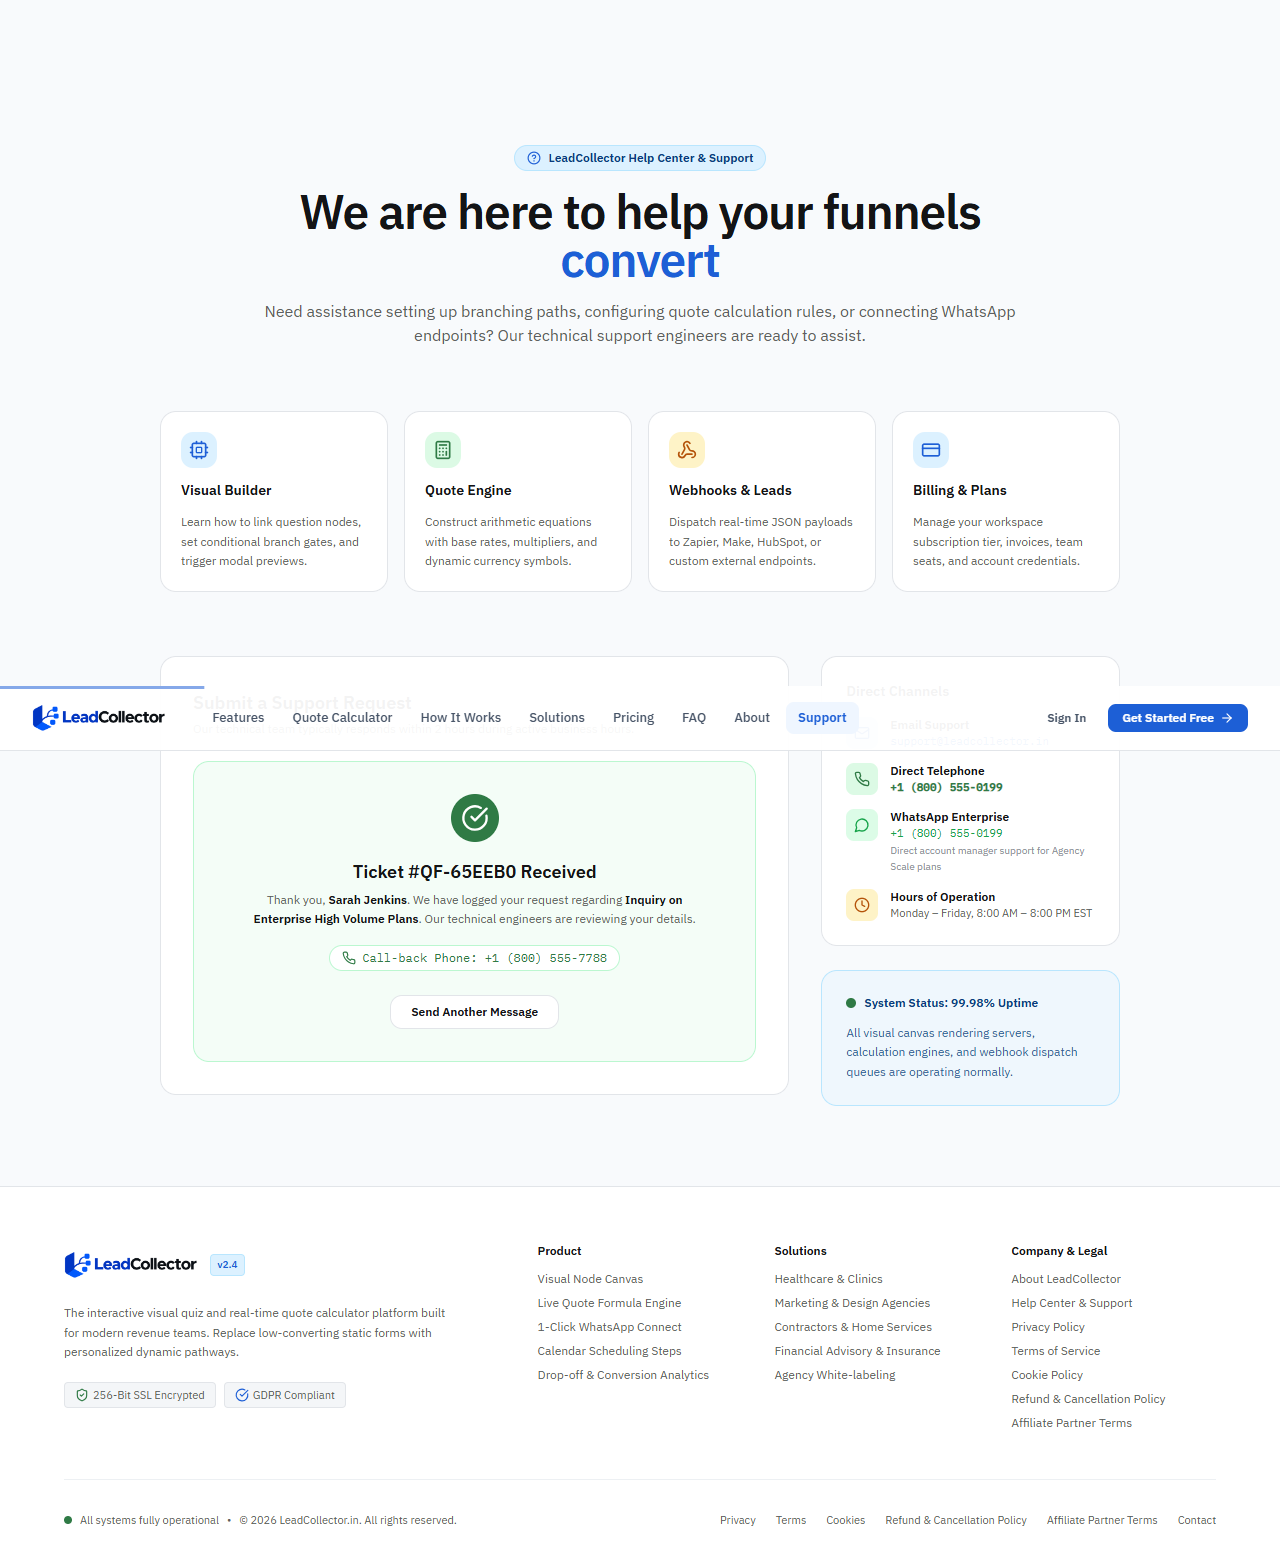 LeadCollector Help Center & Support
We are here to help your funnels
convert
Need assistance setting up branching paths, configuring quote calculation rules, or connecting WhatsApp
endpoints? Our technical support engineers are ready to assist.
Visual Builder
Learn how to link question nodes,
set conditional branch gates, and
trigger modal previews.
Quote Engine
Construct arithmetic equations
with base rates, multipliers, and
dynamic currency symbols.
Webhooks & Leads
Dispatch real-time JSON payloads
to Zapier, Make, HubSpot, or
custom external endpoints.
Billing & Plans
Manage your workspace
subscription tier, invoices, team
seats, and account credentials.
Submit a Support Request
Direct Channels
LeadCollector
Features
Quote Calculator
How It Works
Solutions
Pricing
FAQ
About
Support
Sign In
Get Started Free
Email Support
support@leadcollector.in
Ticket #QF-65EEB0 Received
Thank you, Sarah Jenkins. We have logged your request regarding Inquiry on
Enterprise High Volume Plans. Our technical engineers are reviewing your details.
Call-back Phone: +1 (800) 555-7788
Send Another Message
Direct Telephone
+1 (800) 555-0199
WhatsApp Enterprise
+1 (800) 555-0199
Direct account manager support for Agency
Scale plans
Hours of Operation
Monday – Friday, 8:00 AM – 8:00 PM EST
System Status: 99.98% Uptime
All visual canvas rendering servers,
calculation engines, and webhook dispatch
queues are operating normally.
LeadCollector
v2.4
The interactive visual quiz and real-time quote calculator platform built
for modern revenue teams. Replace low-converting static forms with
personalized dynamic pathways.
256-Bit SSL Encrypted
GDPR Compliant
Product
Visual Node Canvas
Live Quote Formula Engine
1-Click WhatsApp Connect
Calendar Scheduling Steps
Drop-off & Conversion Analytics
Solutions
Healthcare & Clinics
Marketing & Design Agencies
Contractors & Home Services
Financial Advisory & Insurance
Agency White-labeling
Company & Legal
About LeadCollector
Help Center & Support
Privacy Policy
Terms of Service
Cookie Policy
Refund & Cancellation Policy
Affiliate Partner Terms
All systems fully operational • © 2026 LeadCollector.in. All rights reserved.
Privacy
Terms
Cookies
Refund & Cancellation Policy
Affiliate Partner Terms
Contact